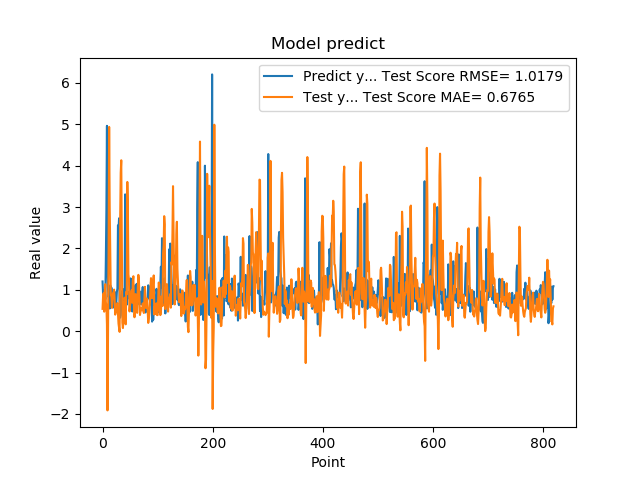 Model predict
Predict y... Test Score RMSE= 1.0179
Test y... Test Score MAE= 0.6765
Real value
6
5
4
3
2
1
0
−1
−2
0 200 400 600 800
Point